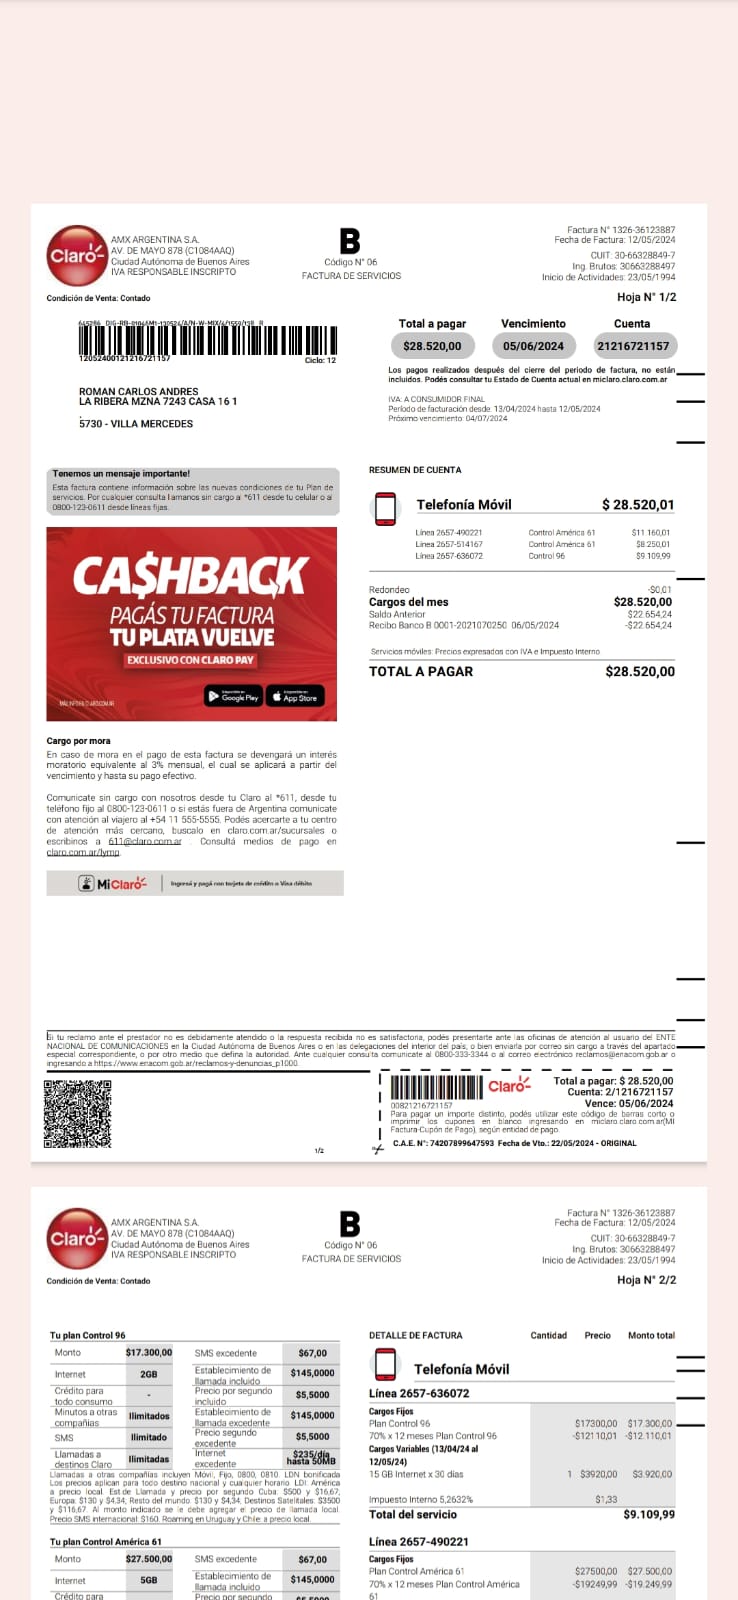 Claro-
AMX ARGENTINA S.A.
AV. DE MAYO 878 (C1084AAQ)
Ciudad Autónoma de Buenos Aires
IVA RESPONSABLE INSCRIPTO
B
Código N° 06
FACTURA DE SERVICIOS
Factura N° 1326-36123887
Fecha de Factura: 12/05/2024
CUIT: 30-66328849-7
Ing. Brutos: 30663288497
Inicio de Actividades: 23/05/1994
Condición de Venta: Contado
Hoja N° 1/2
12052400121216721157
Ciclo: 12
Total a pagar
Vencimiento
Cuenta
$28.520,00
05/06/2024
21216721157
Los pagos realizados después del cierre del periodo de factura, no están
incluidos. Podés consultar tu Estado de Cuenta actual en miclaro.claro.com.ar
ROMAN CARLOS ANDRES
LA RIBERA MZNA 7243 CASA 16 1
.
5730 - VILLA MERCEDES
IVA: A CONSUMIDOR FINAL
Período de facturación desde: 13/04/2024 hasta 12/05/2024
Próximo vencimiento: 04/07/2024
Tenemos un mensaje importante!
Esta factura contiene información sobre las nuevas condiciones de tu Plan de
servicios. Por cualquier consulta llamanos sin cargo al *611 desde tu celular o al
0800-123-0611 desde líneas fijas.
CA$HBACK
PAGÁS TU FACTURA
TU PLATA VUELVE
EXCLUSIVO CON CLARO PAY
Google Play
App Store
RESUMEN DE CUENTA
Telefonía Móvil $ 28.520,01
Línea 2657-490221 Control América 61 $11 160,01
Línea 2657-514167 Control América 61 $8 250,01
Línea 2657-636072 Control 96 $9 109,99
Redondeo -$0,01
Cargos del mes $28.520,00
Saldo Anterior $22 654,24
Recibo Banco B 0001-2021070250 06/05/2024 -$22 654,24
Servicios móviles: Precios expresados con IVA e Impuesto Interno.
TOTAL A PAGAR $28.520,00
Cargo por mora
En caso de mora en el pago de esta factura se devengará un interés
moratorio equivalente al 3% mensual, el cual se aplicará a partir del
vencimiento y hasta su pago efectivo.
Comunicate sin cargo con nosotros desde tu Claro al *611, desde tu
teléfono fijo al 0800-123-0611 o si estás fuera de Argentina comunicate
con atención al viajero al +54 11 555-5555. Podés acercarte a tu centro
de atención más cercano, buscalo en claro.com.ar/sucursales o
escribinos a 611@claro.com.ar . Consultá medios de pago en
claro.com.ar/lymp.
MiClaro-
Ingresá y pagá con tarjeta de crédito o Visa débito
Si tu reclamo ante el prestador no es debidamente atendido o la respuesta recibida no es satisfactoria, podés presentarte ante las oficinas de atención al usuario del ENTE
NACIONAL DE COMUNICACIONES en la Ciudad Autónoma de Buenos Aires o en las delegaciones del interior del país, o bien enviarla por correo sin cargo a través del apartado
especial correspondiente, o por otro medio que defina la autoridad. Ante cualquier consulta comunicate al 0800-333-3344 o al correo electrónico reclamos@enacom.gob.ar o
ingresando a https://www.enacom.gob.ar/reclamos-y-denuncias_p1000.
1/2
00821216721157
Claro-
Total a pagar: $ 28.520,00
Cuenta: 2/1216721157
Vence: 05/06/2024
Para pagar un importe distinto, podés utilizar este código de barras corto o
imprimir los cupones en blanco ingresando en miclaro.claro.com.ar(MI
Factura-Cupón de Pago), según entidad de pago.
C.A.E. N°: 74207899647593 Fecha de Vto.: 22/05/2024 - ORIGINAL
Claro-
AMX ARGENTINA S.A.
AV. DE MAYO 878 (C1084AAQ)
Ciudad Autónoma de Buenos Aires
IVA RESPONSABLE INSCRIPTO
B
Código N° 06
FACTURA DE SERVICIOS
Factura N° 1326-36123887
Fecha de Factura: 12/05/2024
CUIT: 30-66328849-7
Ing. Brutos: 30663288497
Inicio de Actividades: 23/05/1994
Condición de Venta: Contado
Hoja N° 2/2
Tu plan Control 96
Monto $17.300,00 SMS excedente $67,00
Internet 2GB Establecimiento de llamada incluido $145,0000
Crédito para todo consumo - Precio por segundo incluido $5,5000
Minutos a otras compañías Ilimitados Establecimiento de llamada excedente $145,0000
SMS Ilimitado Precio segundo excedente $5,5000
Llamadas a destinos Claro Ilimitadas Internet excedente $235/día hasta 50MB
Llamadas a otras compañías incluyen Móvil, Fijo, 0800, 0810. LDN bonificada
Los precios aplican para todo destino nacional y cualquier horario. LDI: América
a precio local. Est.de Llamada y precio por segundo Cuba: $500 y $16,67;
Europa: $130 y $4,34; Resto del mundo: $130 y $4,34; Destinos Satelitales: $3500
y $116,67. Al monto indicado se le debe agregar el precio de llamada local.
Precio SMS internacional: $160. Roaming en Uruguay y Chile: a precio local.
Tu plan Control América 61
Monto $27.500,00 SMS excedente $67,00
Internet 5GB Establecimiento de llamada incluido $145,0000
Crédito para
DETALLE DE FACTURA Cantidad Precio Monto total
Telefonía Móvil
Línea 2657-636072
Cargos Fijos
Plan Control 96 $17300,00 $17.300,00
70% x 12 meses Plan Control 96 -$12110,01 -$12.110,01
Cargos Variables (13/04/24 al
12/05/24)
15 GB Internet x 30 días 1 $3920,00 $3.920,00
Impuesto Interno 5,2632% $1,33
Total del servicio $9.109,99
Línea 2657-490221
Cargos Fijos
Plan Control América 61 $27500,00 $27.500,00
70% x 12 meses Plan Control América -$19249,99 -$19.249,99
61